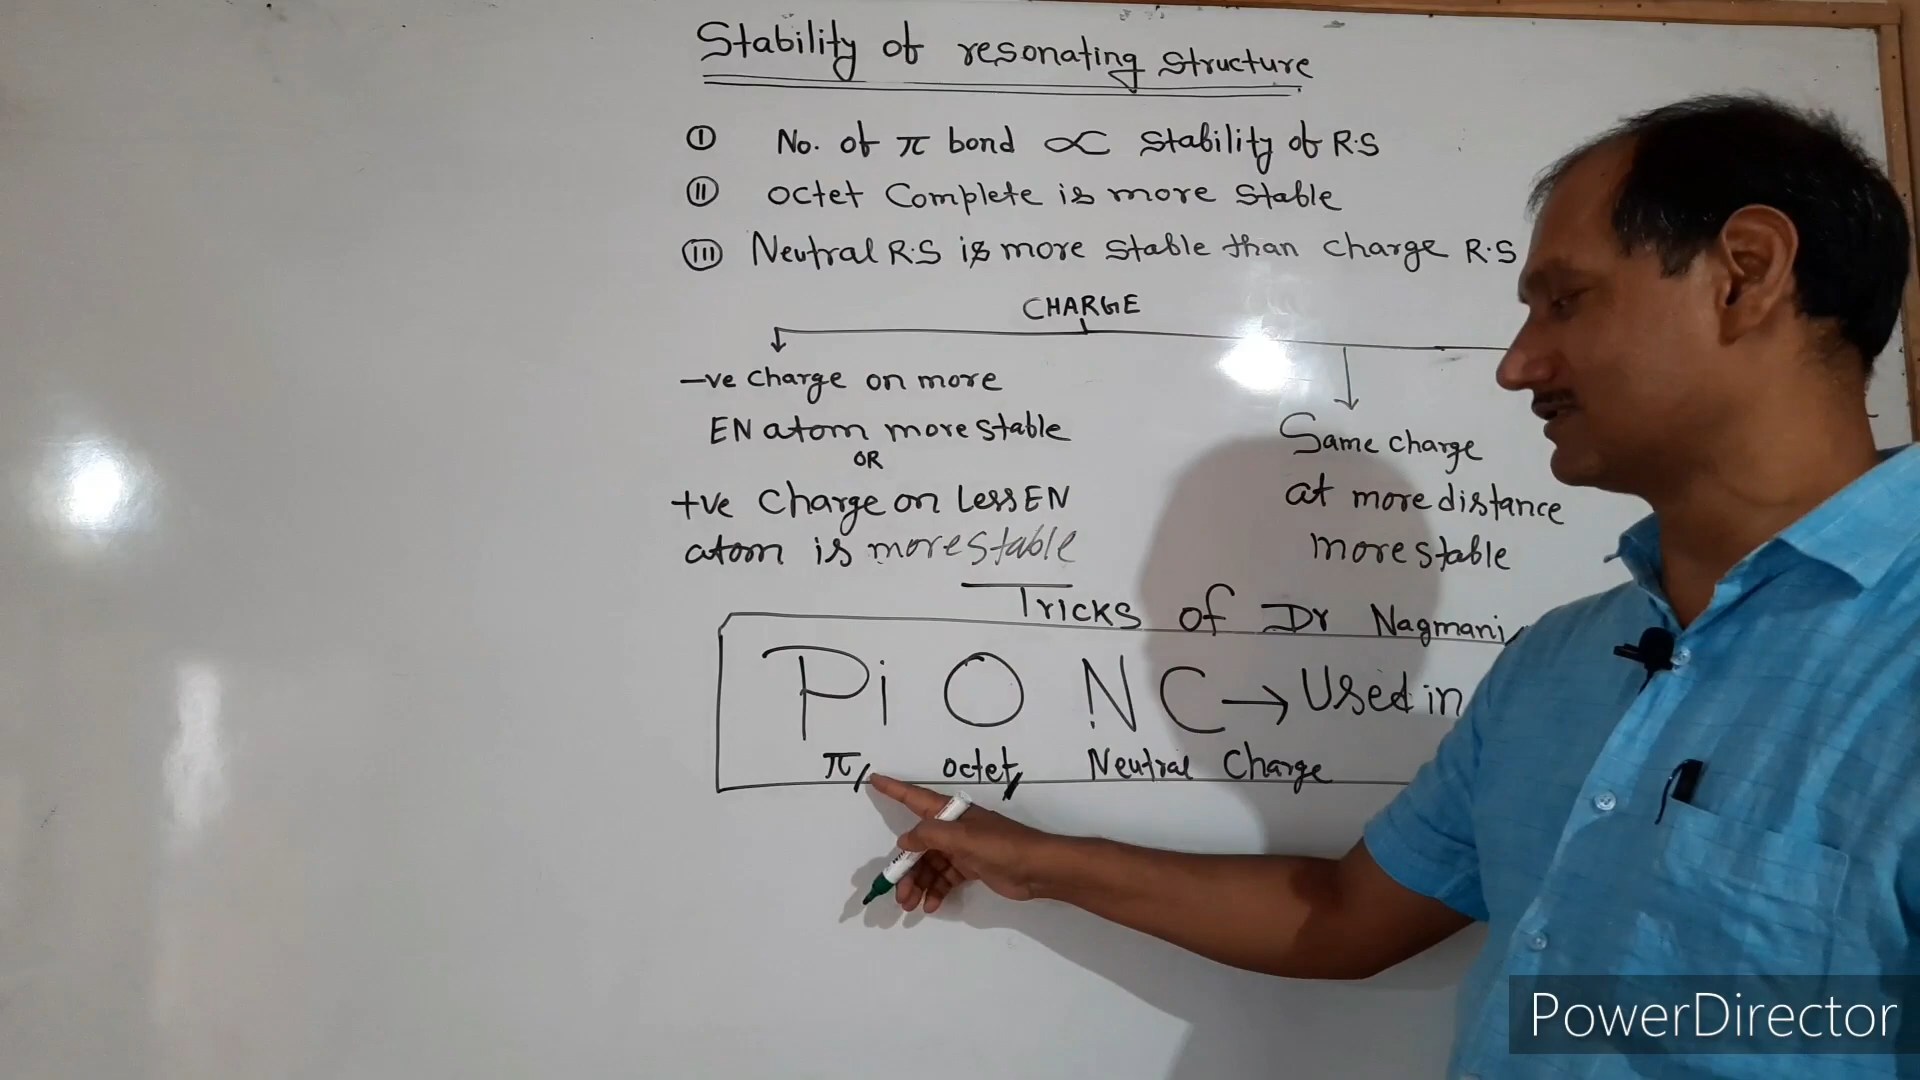 Stability of resonating structure
I No. of π bond ∝ Stability of R.S
II Octet Complete is more Stable
III Neutral R.S is more Stable than charge R.S
CHARGE
-ve charge on more
EN atom more stable
OR
+ve Charge on Less EN
atom is more stable
Same charge
at more distance
more stable
Tricks of Dr Nagmani
Pi O N C → Used in
π, octet, Neutral Charge
PowerDirector